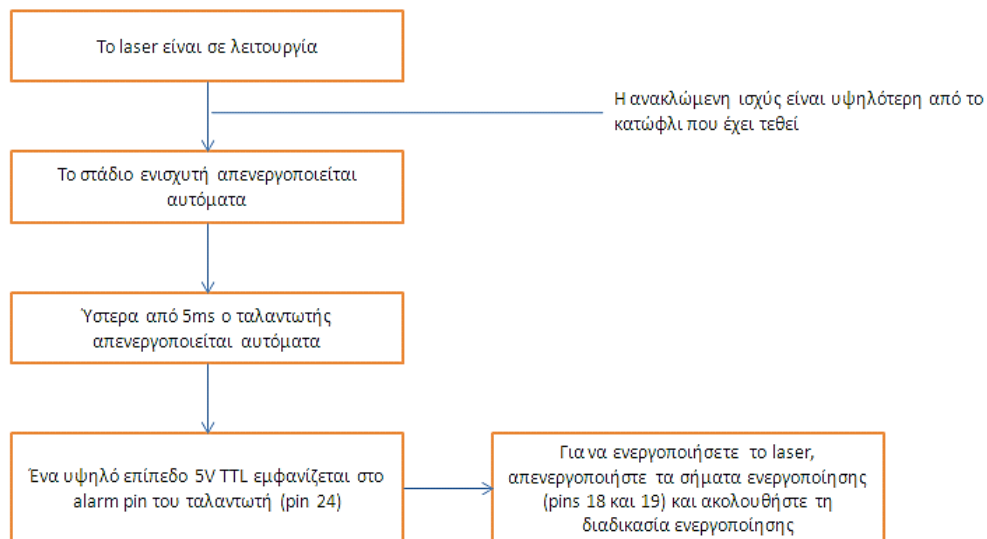 Το laser είναι σε λειτουργία
Η ανακλώμενη ισχύς είναι υψηλότερη από το
κατώφλι που έχει τεθεί
Το στάδιο ενισχυτή απενεργοποιείται
αυτόματα
Ύστερα από 5ms ο ταλαντωτής
απενεργοποιείται αυτόματα
Ένα υψηλό επίπεδο 5V TTL εμφανίζεται στο
alarm pin του ταλαντωτή (pin 24)
Για να ενεργοποιήσετε το laser,
απενεργοποιήστε τα σήματα ενεργοποίησης
(pins 18 και 19) και ακολουθήστε τη
διαδικασία ενεργοποίησης